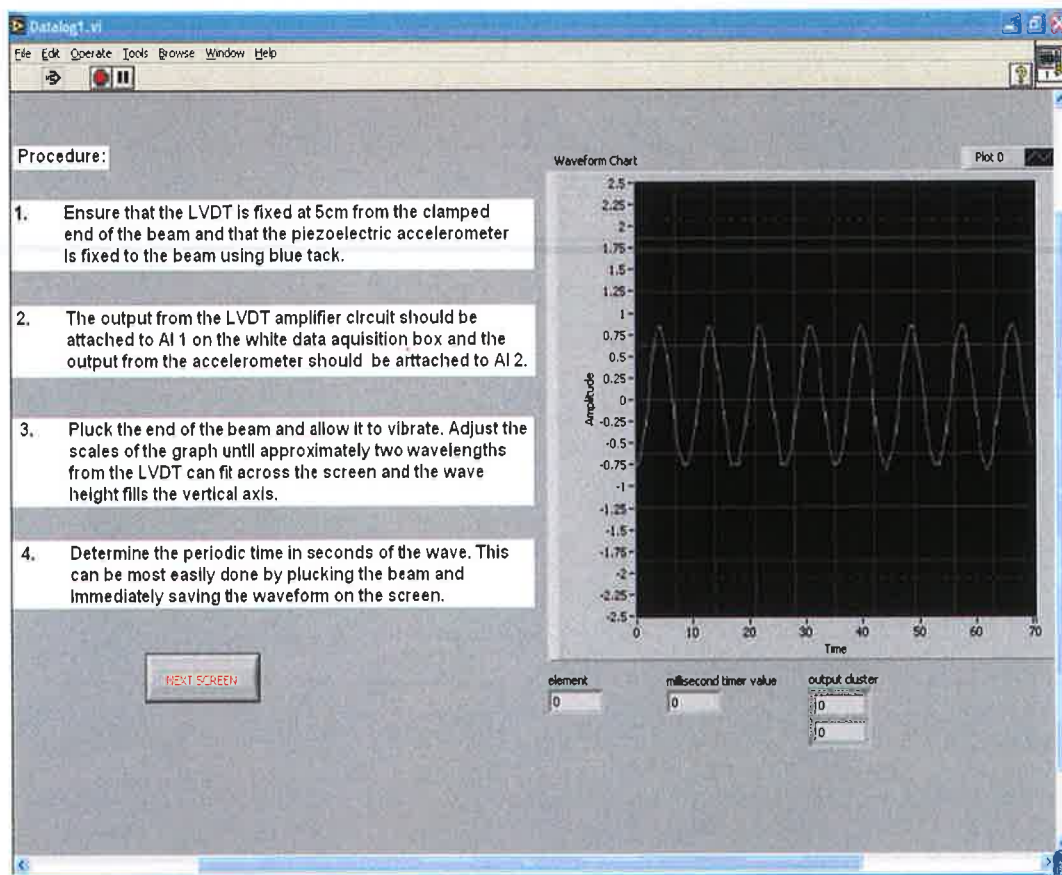 Datalog1.vi
File Edit Operate Tools Browse Window Help
Procedure:
1. Ensure that the LVDT is fixed at 5cm from the clamped
end of the beam and that the piezoelectric accelerometer
is fixed to the beam using blue tack.
2. The output from the LVDT amplifier circuit should be
attached to AI 1 on the white data aquisition box and the
output from the accelerometer should be arttached to AI 2.
3. Pluck the end of the beam and allow it to vibrate. Adjust the
scales of the graph until approximately two wavelengths
from the LVDT can fit across the screen and the wave
height fills the vertical axis.
4. Determine the periodic time in seconds of the wave. This
can be most easily done by plucking the beam and
immediately saving the waveform on the screen.
NEXT SCREEN
Waveform Chart
Plot 0
Amplitude
2.5
2.25
2
1.75
1.5
1.25
1
0.75
0.5
0.25
0
-0.25
-0.5
-0.75
-1
-1.25
-1.5
-1.75
-2
-2.25
-2.5
0 10 20 30 40 50 60 70
Time
element
0
millisecond timer value
0
output cluster
0
0